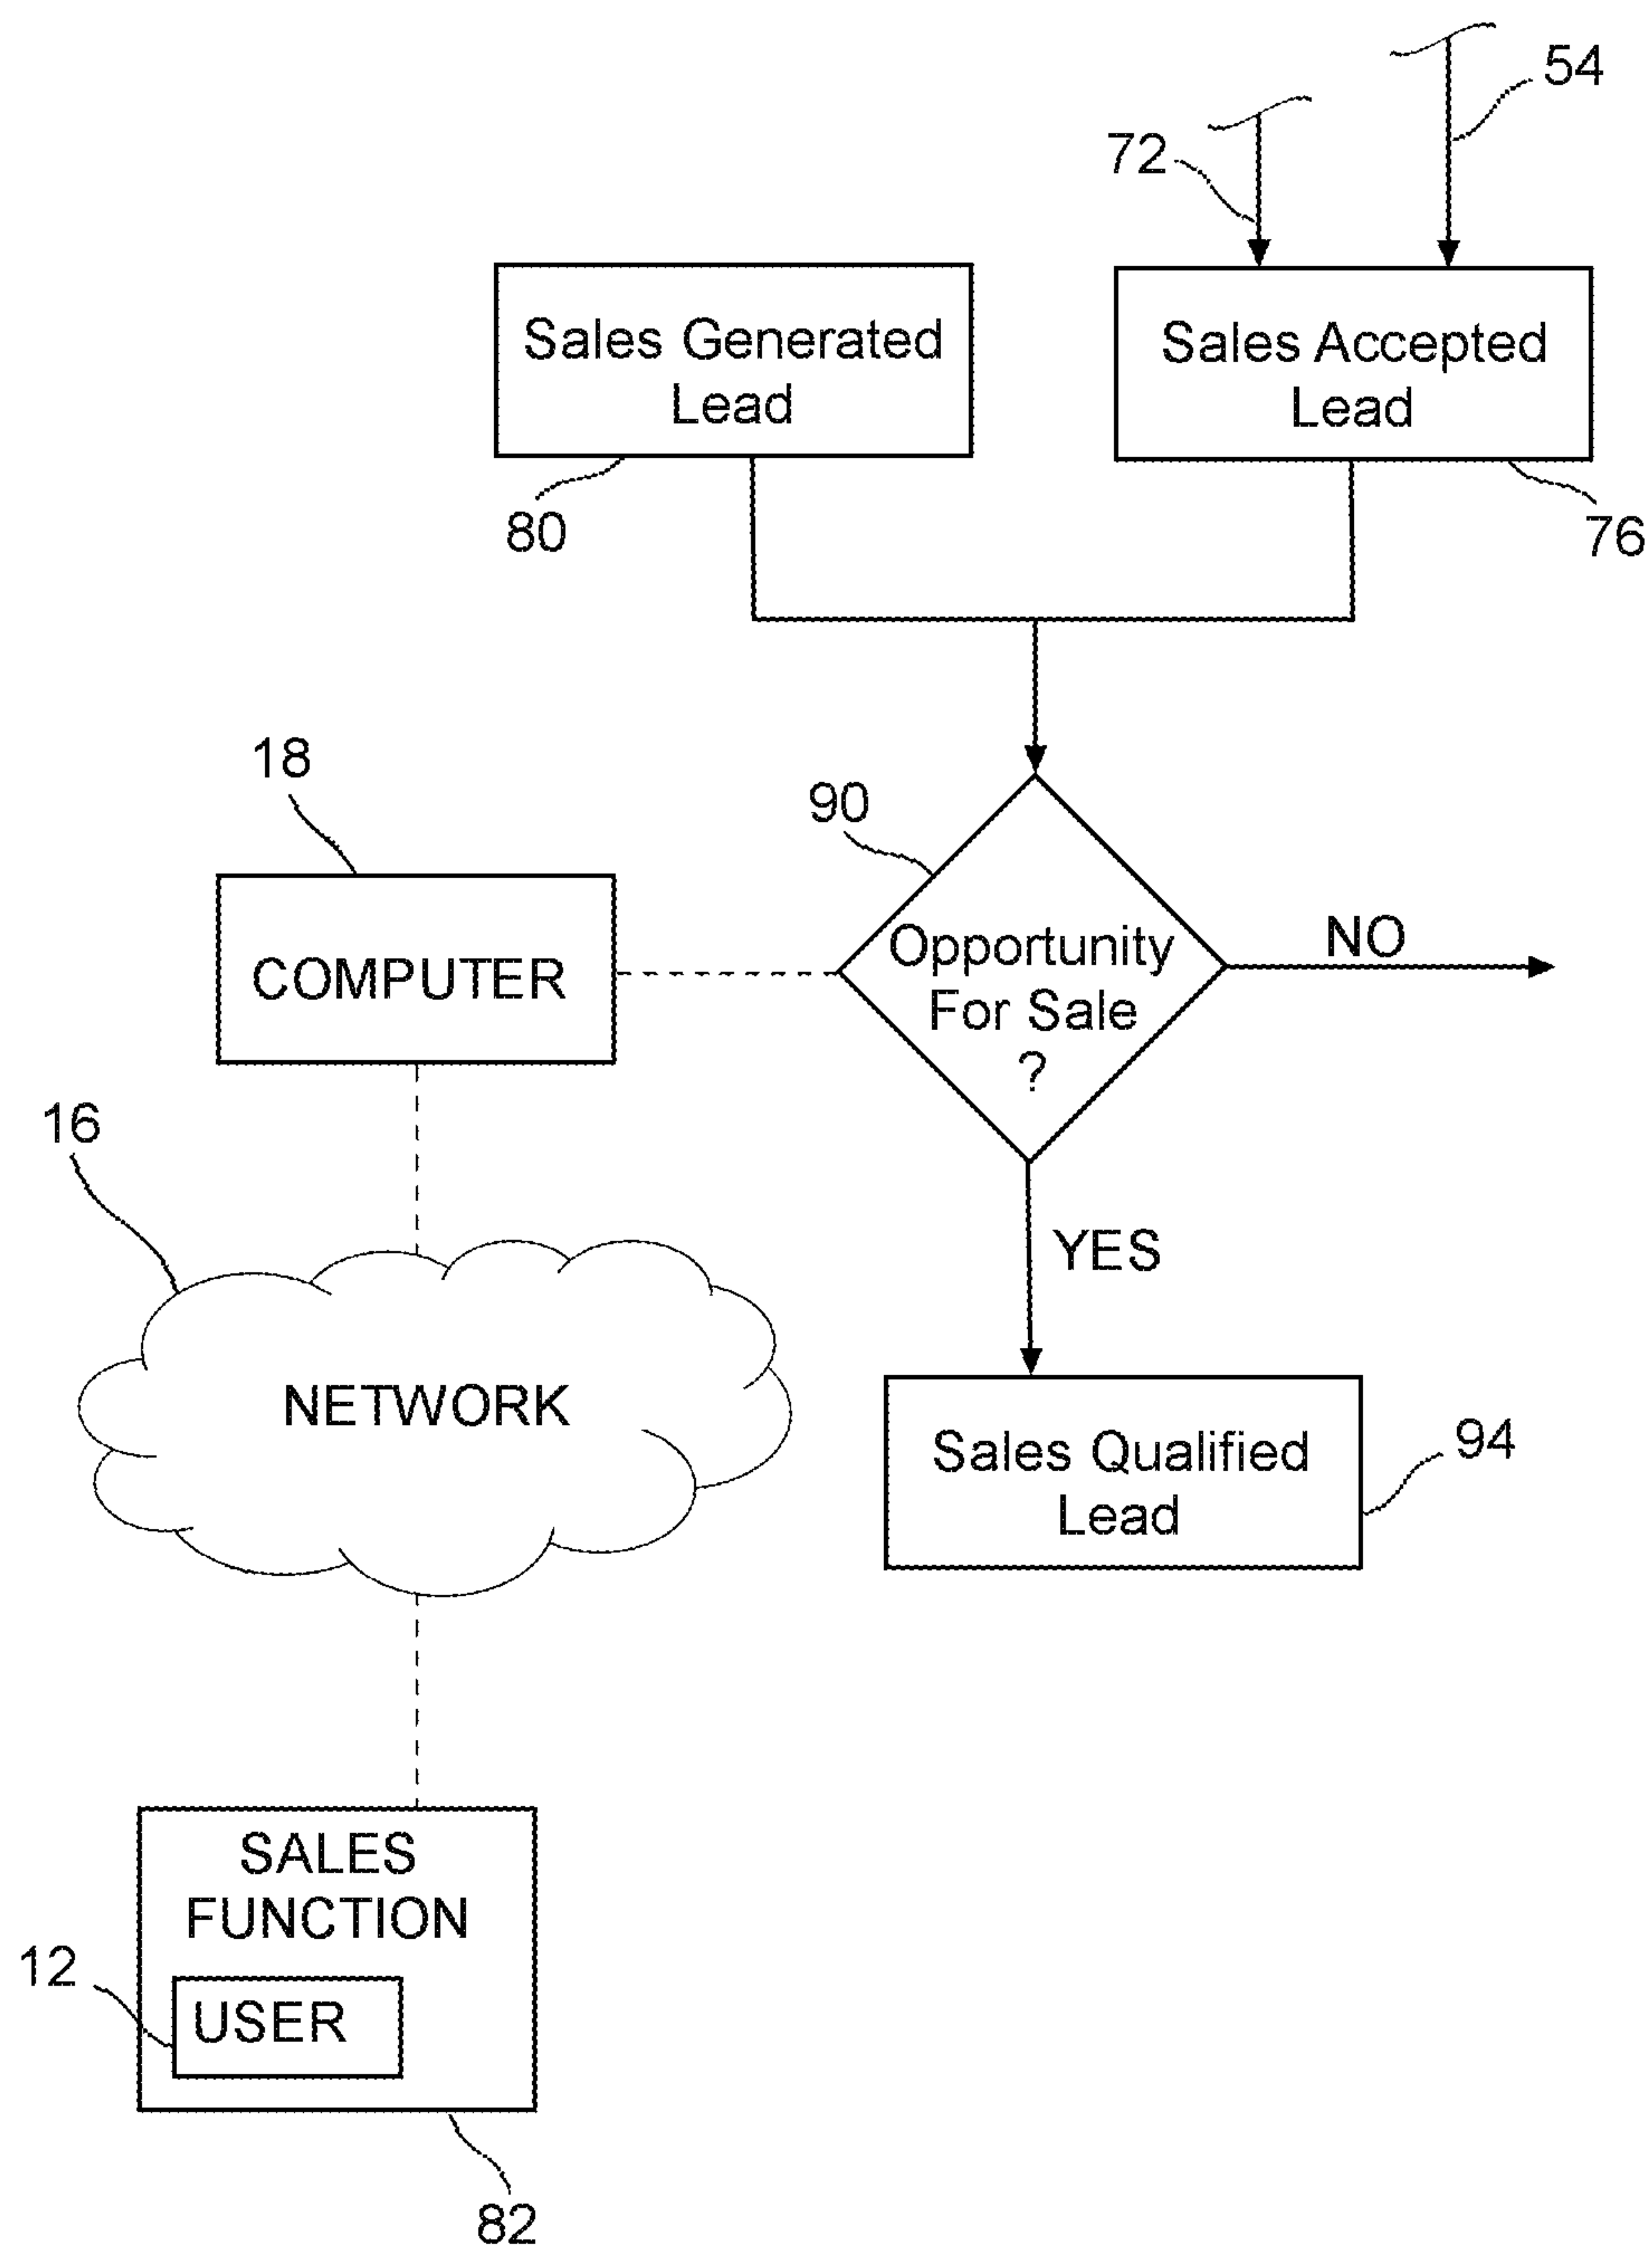 54
72
Sales Generated
Lead
Sales Accepted
Lead
80
76
18
90
COMPUTER
Opportunity
For Sale
?
NO
16
YES
NETWORK
Sales Qualified
Lead
94
SALES
FUNCTION
12
USER
82